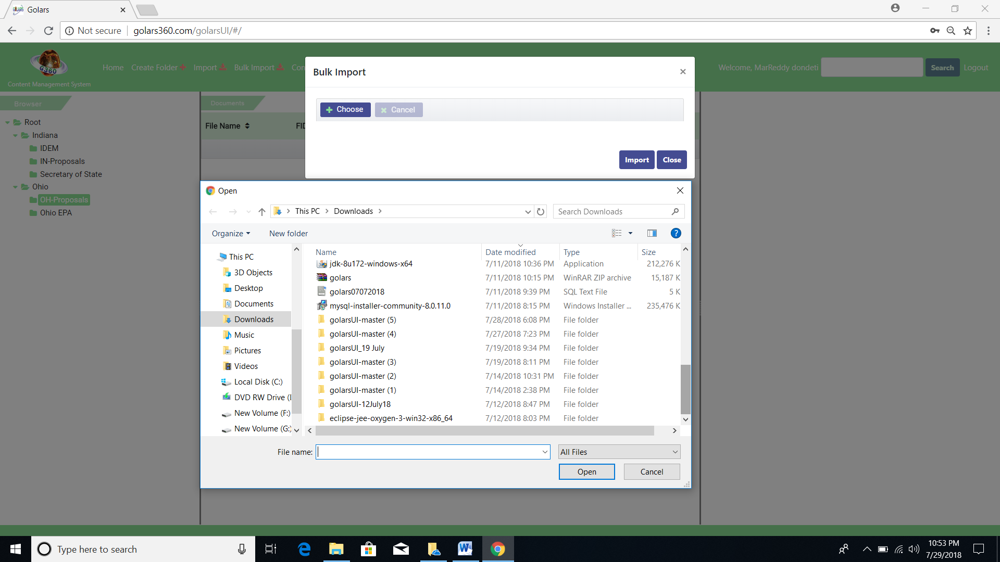 Golars
Not secure golars360.com/golarsUI/#/
G360
Content Management System
Home Create Folder Import Bulk Import Con
Welcome, MarReddy dondeti Search Logout
Bulk Import
Choose Cancel
Import Close
Browser
Root
Indiana
IDEM
IN-Proposals
Secretary of State
Ohio
OH-Proposals
Ohio EPA
Documents
File Name FID
Open
This PC Downloads
Search Downloads
Organize New folder
This PC
3D Objects
Desktop
Documents
Downloads
Music
Pictures
Videos
Local Disk (C:)
DVD RW Drive (
New Volume (F:)
New Volume (G:)
Name Date modified Type Size
jdk-8u172-windows-x64 7/11/2018 10:36 PM Application 212,276 K
golars 7/11/2018 10:15 PM WinRAR ZIP archive 15,187 K
golars07072018 7/11/2018 9:39 PM SQL Text File 5 K
mysql-installer-community-8.0.11.0 7/11/2018 8:15 PM Windows Installer ... 235,476 K
golarsUI-master (5) 7/28/2018 6:08 PM File folder
golarsUI-master (4) 7/27/2018 7:23 PM File folder
golarsUI_19 July 7/19/2018 9:34 PM File folder
golarsUI-master (3) 7/19/2018 8:11 PM File folder
golarsUI-master (2) 7/14/2018 10:31 PM File folder
golarsUI-master (1) 7/14/2018 2:38 PM File folder
golarsUI-12July18 7/12/2018 8:47 PM File folder
eclipse-jee-oxygen-3-win32-x86_64 7/12/2018 8:03 PM File folder
File name: All Files
Open Cancel
Type here to search
10:53 PM
7/29/2018